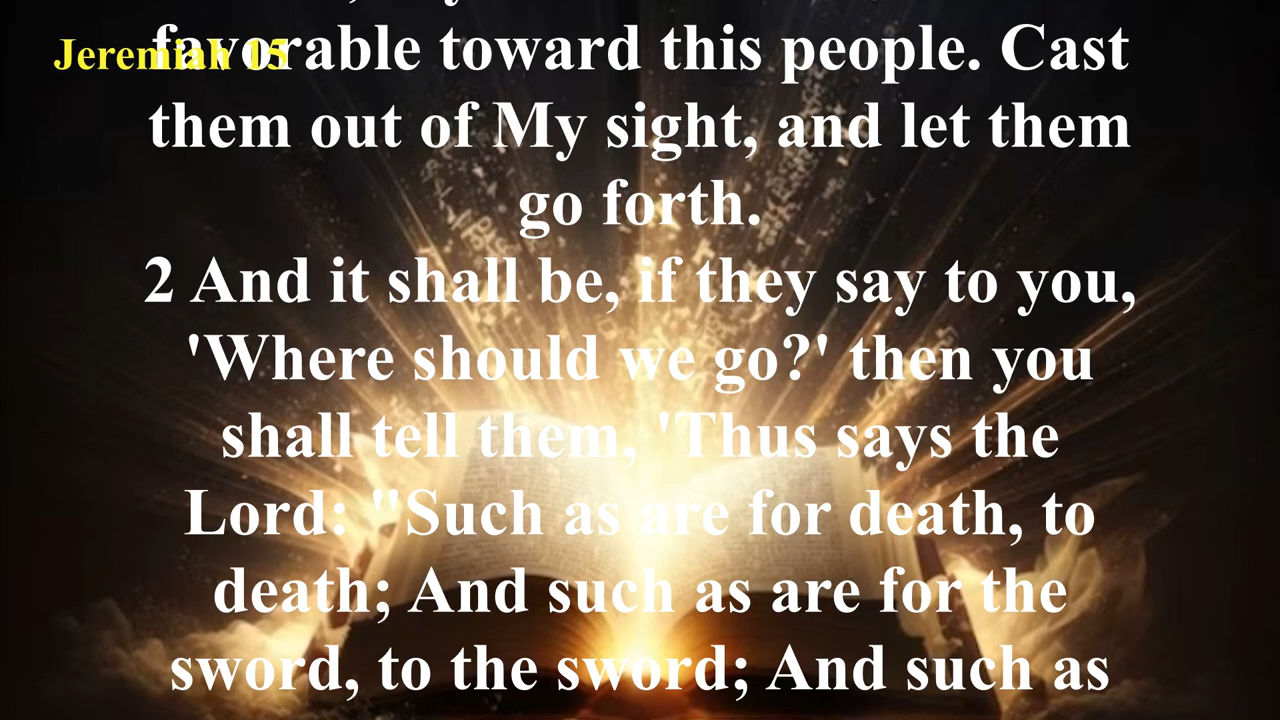 Jeremiah 15
favorable toward this people. Cast
them out of My sight, and let them
go forth.
2 And it shall be, if they say to you,
'Where should we go?' then you
shall tell them, 'Thus says the
Lord: "Such as are for death, to
death; And such as are for the
sword, to the sword; And such as